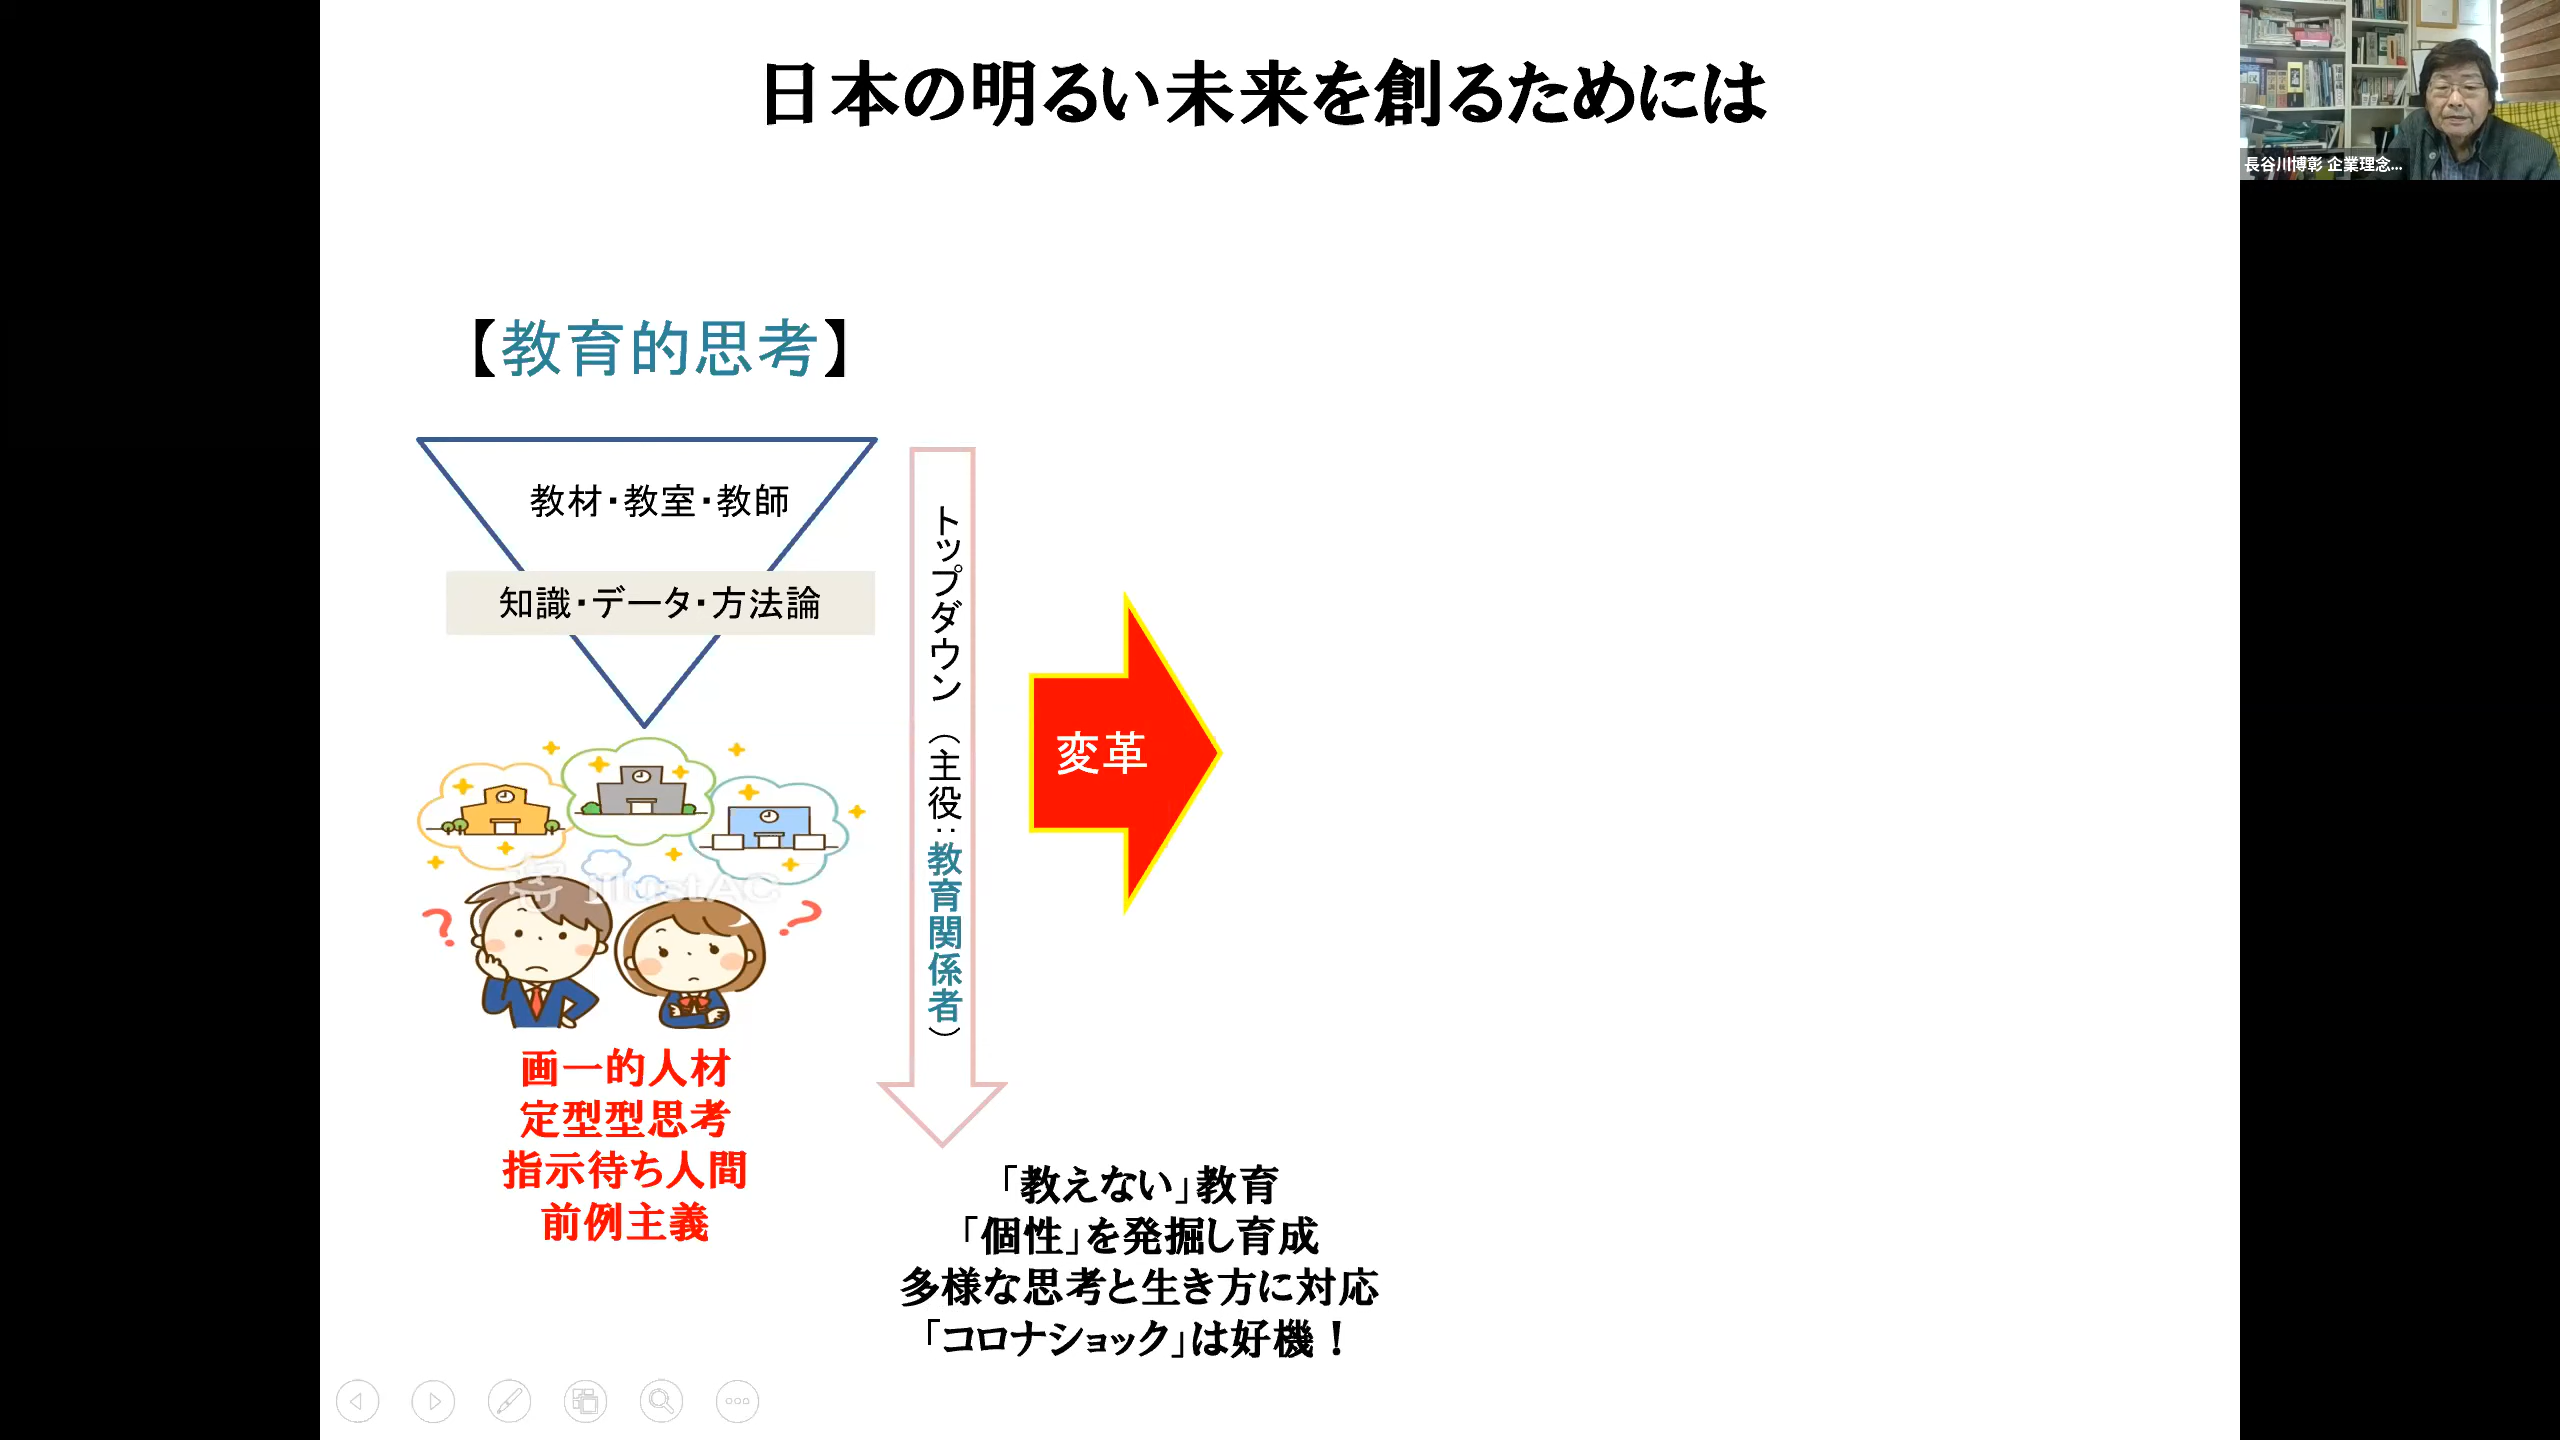 日本の明るい未来を創るためには
長谷川博彰 企業理念...
【教育的思考】
教材・教室・教師
知識・データ・方法論
トップダウン（主役：教育関係者）
変革
illustAC
画一的人材
定型型思考
指示待ち人間
前例主義
「教えない」教育
「個性」を発掘し育成
多様な思考と生き方に対応
「コロナショック」は好機！